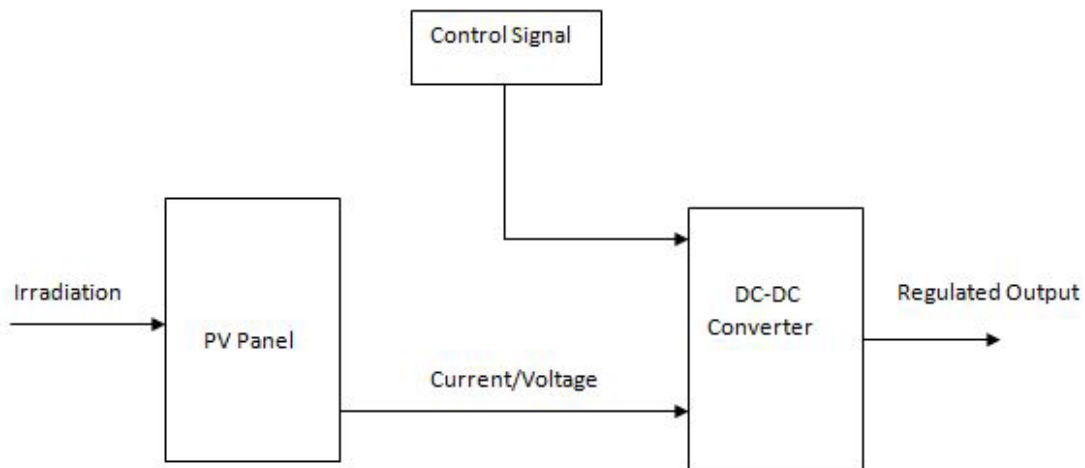 Control Signal
Irradiation
PV Panel
Current/Voltage
DC-DC
Converter
Regulated Output